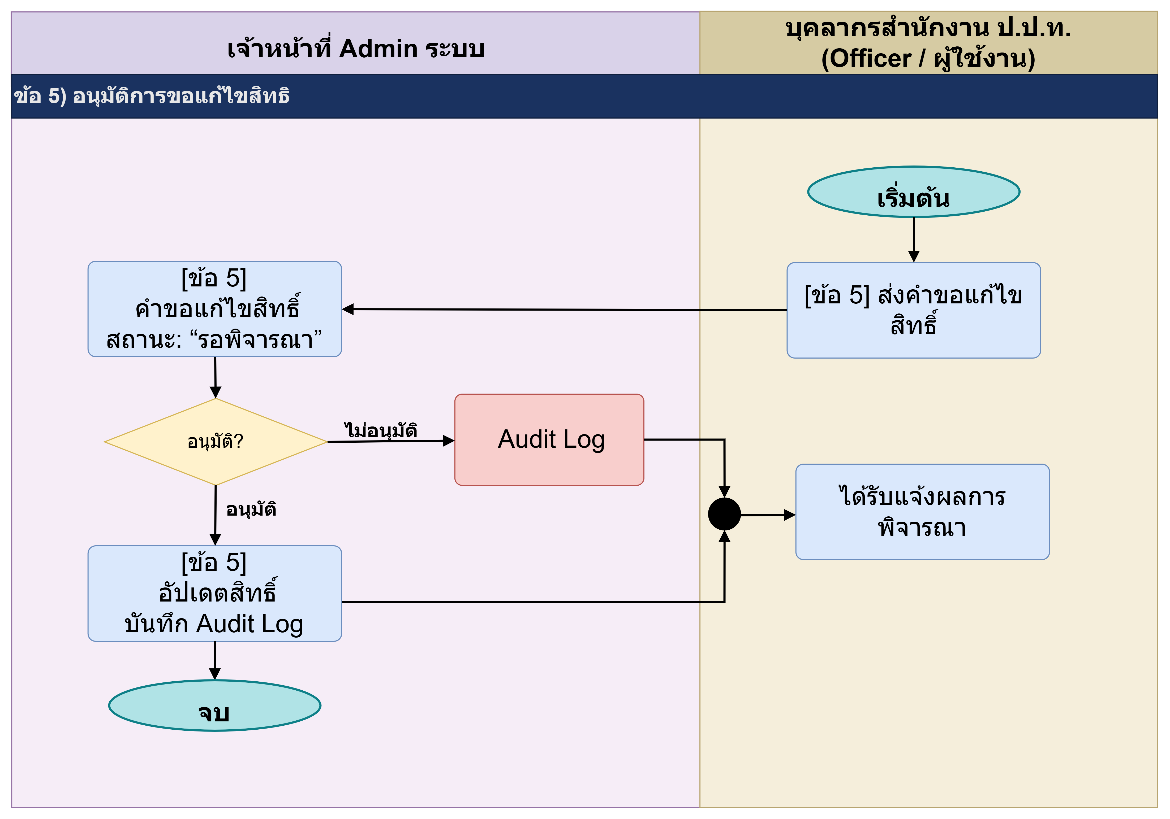 เจ้าหน้าที่ Admin ระบบ
บุคลากรสำนักงาน ป.ป.ท.
(Officer / ผู้ใช้งาน)
ข้อ 5) อนุมัติการขอแก้ไขสิทธิ
เริ่มต้น
[ข้อ 5] ส่งคำขอแก้ไข
สิทธิ์
[ข้อ 5]
คำขอแก้ไขสิทธิ์
สถานะ: “รอพิจารณา”
อนุมัติ?
ไม่อนุมัติ
Audit Log
อนุมัติ
ได้รับแจ้งผลการ
พิจารณา
[ข้อ 5]
อัปเดตสิทธิ์
บันทึก Audit Log
จบ